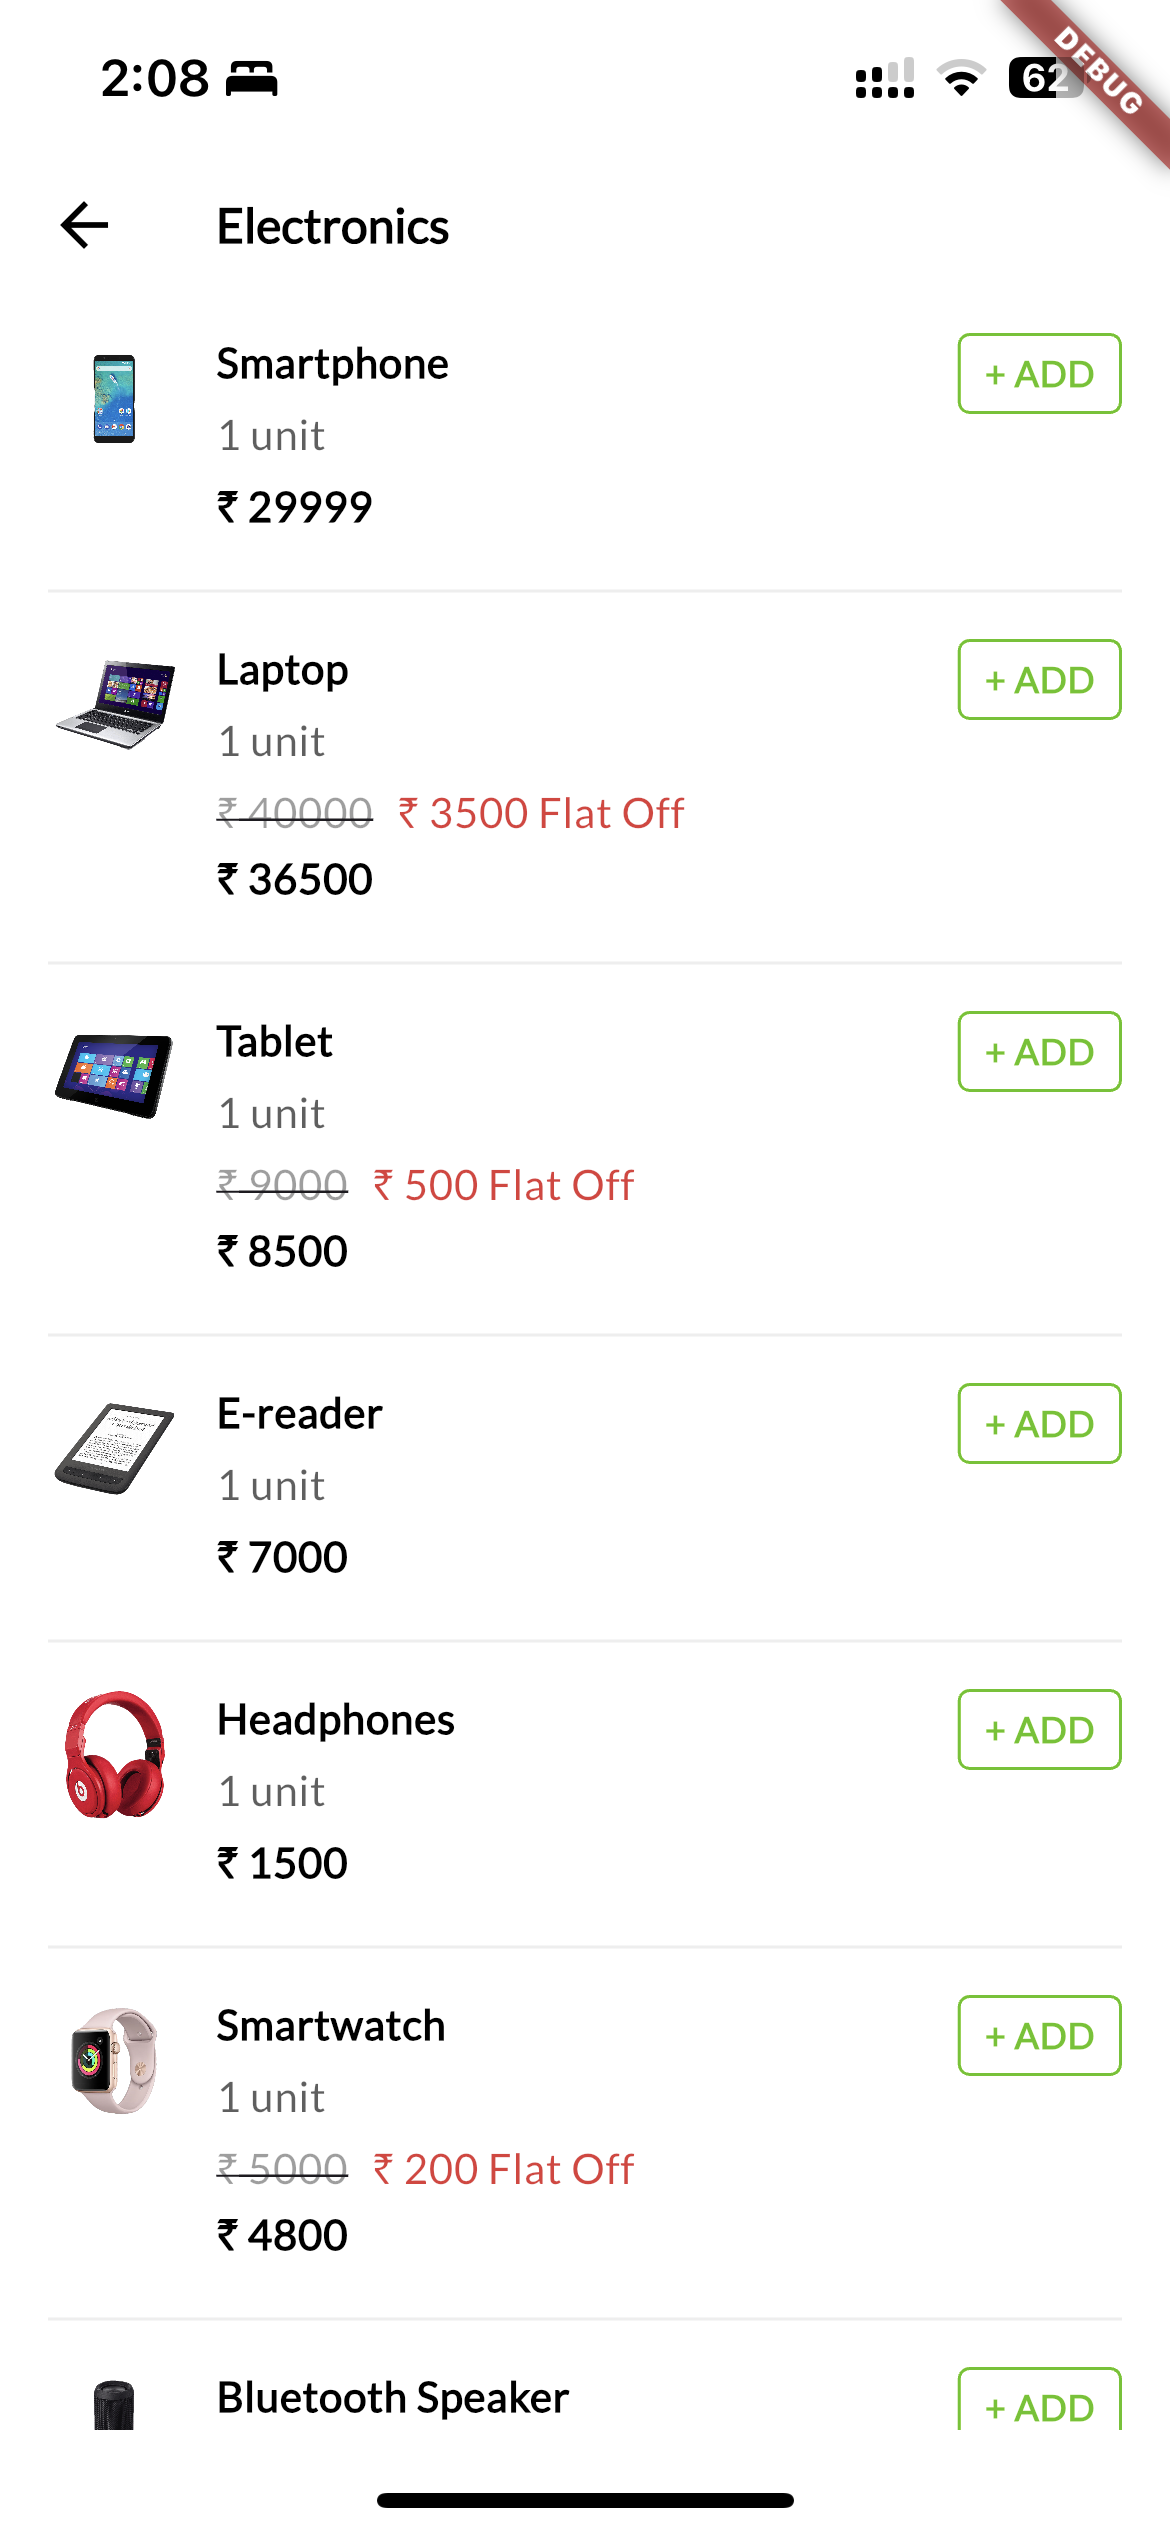 2:08
62
DEBUG
Electronics
Smartphone
+ ADD
1 unit
₹ 29999
Laptop
+ ADD
1 unit
₹ 40000 ₹ 3500 Flat Off
₹ 36500
Tablet
+ ADD
1 unit
₹ 9000 ₹ 500 Flat Off
₹ 8500
E-reader
+ ADD
1 unit
₹ 7000
Headphones
+ ADD
1 unit
₹ 1500
Smartwatch
+ ADD
1 unit
₹ 5000 ₹ 200 Flat Off
₹ 4800
Bluetooth Speaker
+ ADD